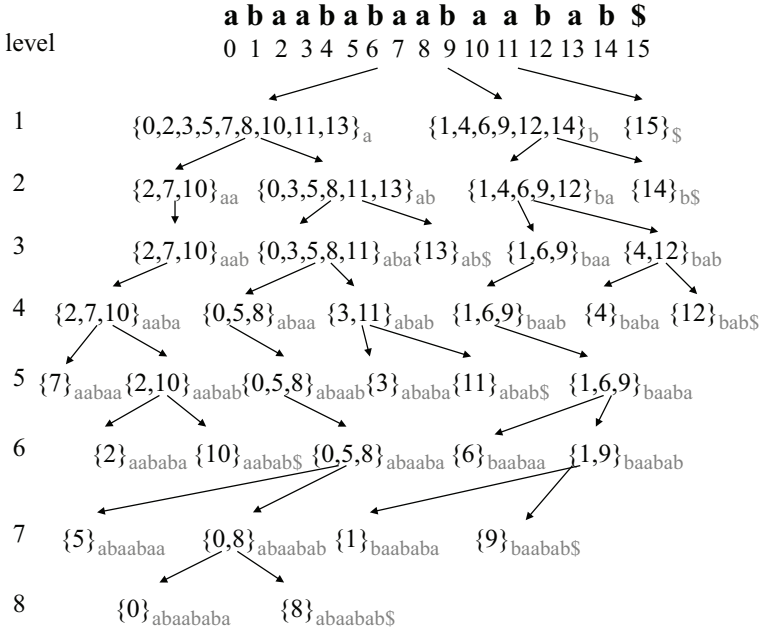 a b a a b a b a a b a a b a b $
level
0 1 2 3 4 5 6 7 8 9 10 11 12 13 14 15
1 {0,2,3,5,7,8,10,11,13}a {1,4,6,9,12,14}b {15}$
2 {2,7,10}aa {0,3,5,8,11,13}ab {1,4,6,9,12}ba {14}b$
3 {2,7,10}aab {0,3,5,8,11}aba {13}ab$ {1,6,9}baa {4,12}bab
4 {2,7,10}aaba {0,5,8}abaa {3,11}abab {1,6,9}baab {4}baba {12}bab$
5 {7}aabaa {2,10}aabab {0,5,8}abaab {3}ababa {11}abab$ {1,6,9}baaba
6 {2}aababa {10}aabab$ {0,5,8}abaaba {6}baabaa {1,9}baabab
7 {5}abaabaa {0,8}abaabab {1}baababa {9}baabab$
8 {0}abaababa {8}abaabab$